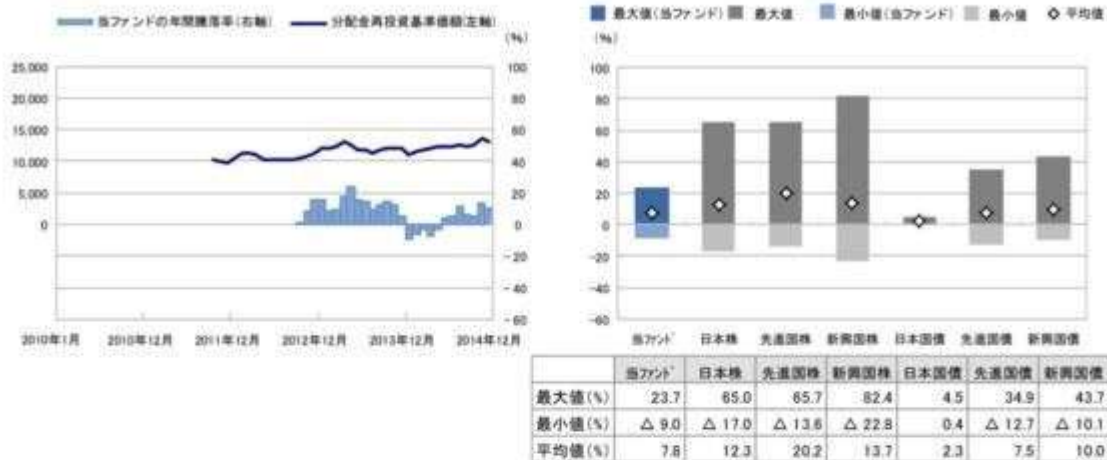 当ファンドの年間騰落率(右軸) 分配金再投資基準価額(左軸)
(%)
25,000 100
20,000 80
15,000 60
10,000 40
5,000 20
0 0
-20
-40
-60
2010年1月 2010年12月 2011年12月 2012年12月 2013年12月 2014年12月
最大値(当ファンド) 最大値 最小値(当ファンド) 最小値 平均値
(%)
100
80
60
40
20
0
-20
-40
-60
当ファンド 日本株 先進国株 新興国株 日本国債 先進国債 新興国債
当ファンド 日本株 先進国株 新興国株 日本国債 先進国債 新興国債
最大値(%) 23.7 65.0 65.7 82.4 4.5 34.9 43.7
最小値(%) △ 9.0 △ 17.0 △ 13.6 △ 22.8 0.4 △ 12.7 △ 10.1
平均値(%) 7.8 12.3 20.2 13.7 2.3 7.5 10.0